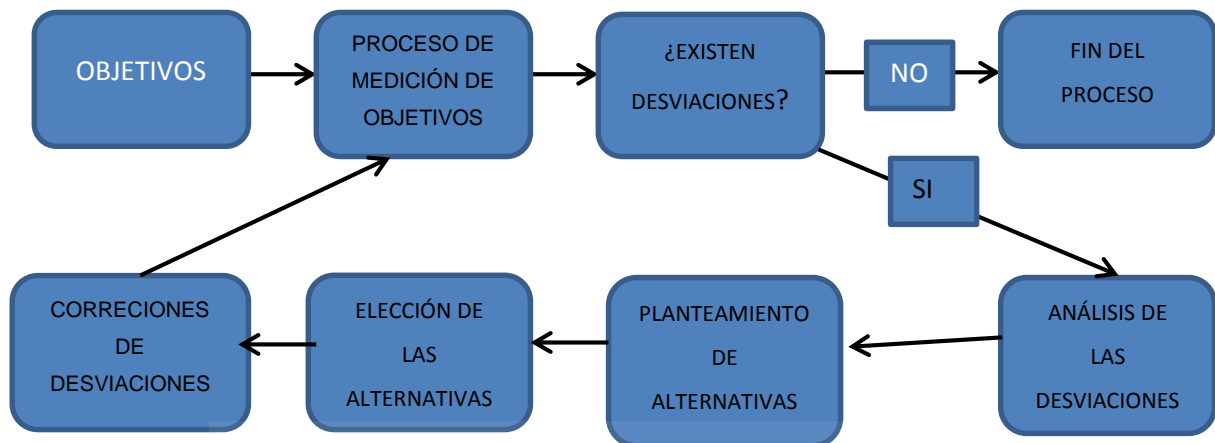 OBJETIVOS
PROCESO DE
MEDICIÓN DE
OBJETIVOS
¿EXISTEN
DESVIACIONES?
NO
FIN DEL
PROCESO
SI
ANÁLISIS DE
LAS
DESVIACIONES
PLANTEAMIENTO
DE
ALTERNATIVAS
ELECCIÓN DE
LAS
ALTERNATIVAS
CORRECIONES
DE
DESVIACIONES